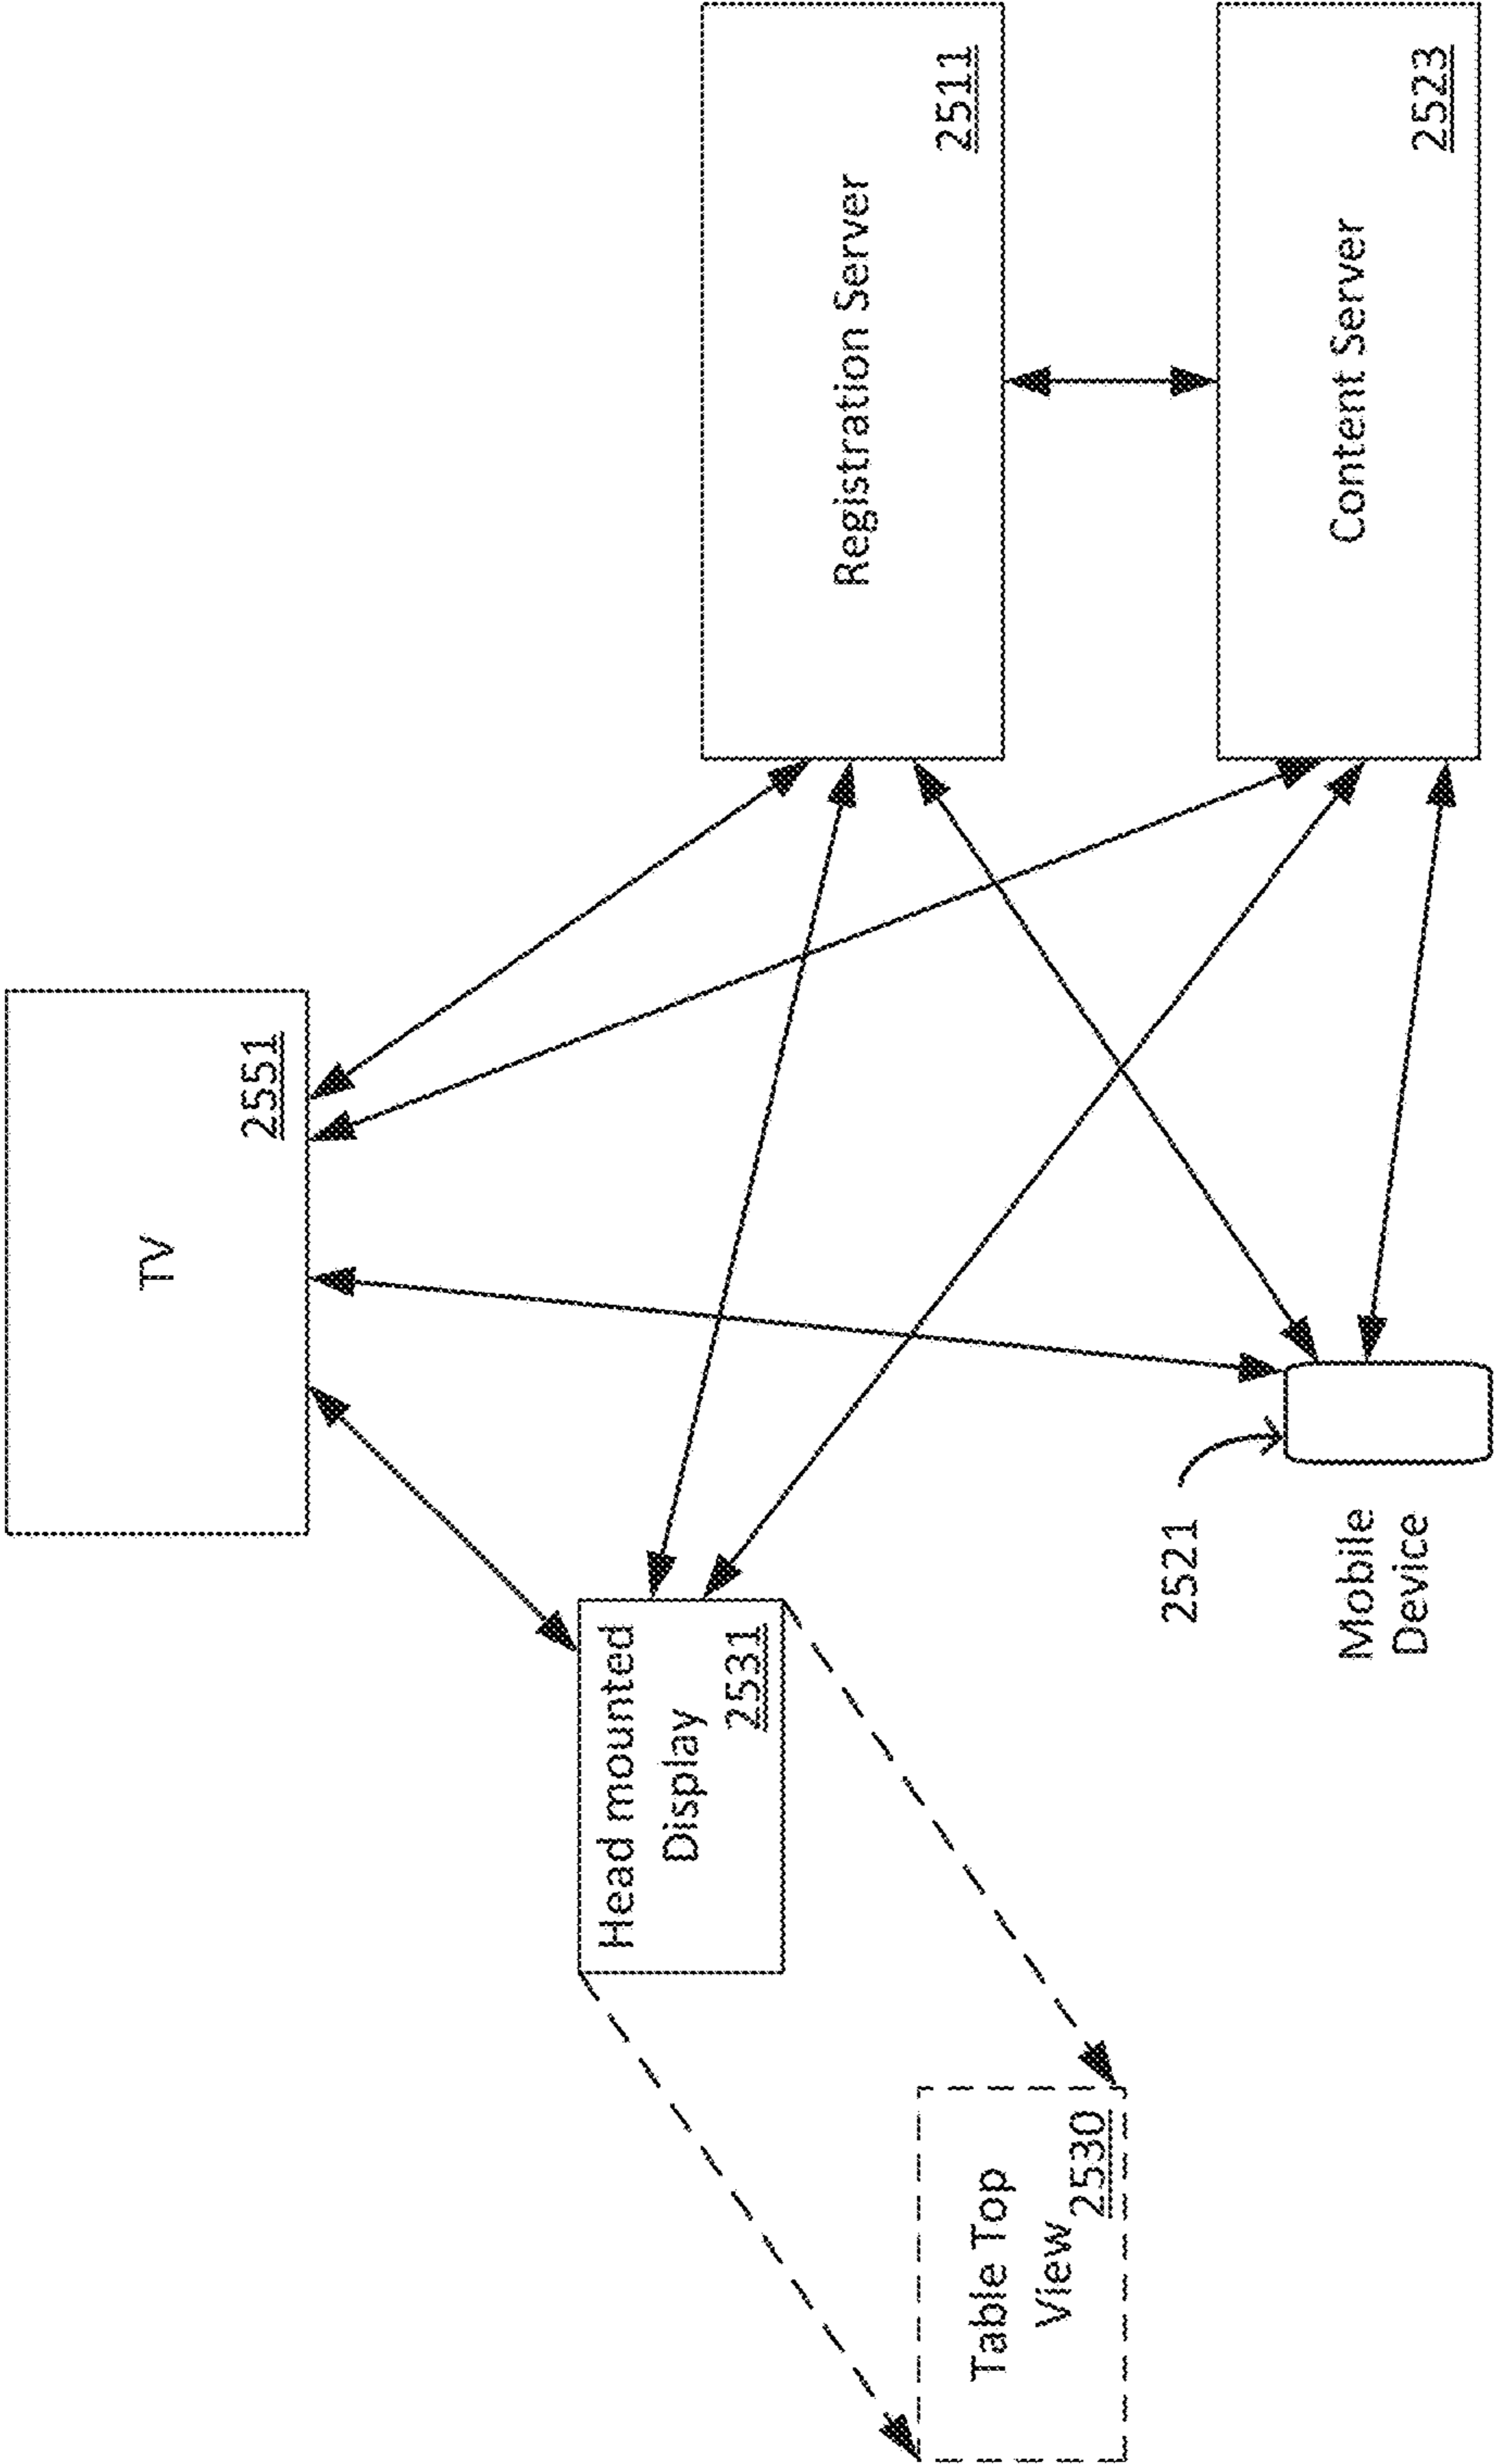 TV
2551
Registration Server
2511
Content Server
2523
Head mounted
Display
2531
Table Top
View
2530
2521
Mobile
Device